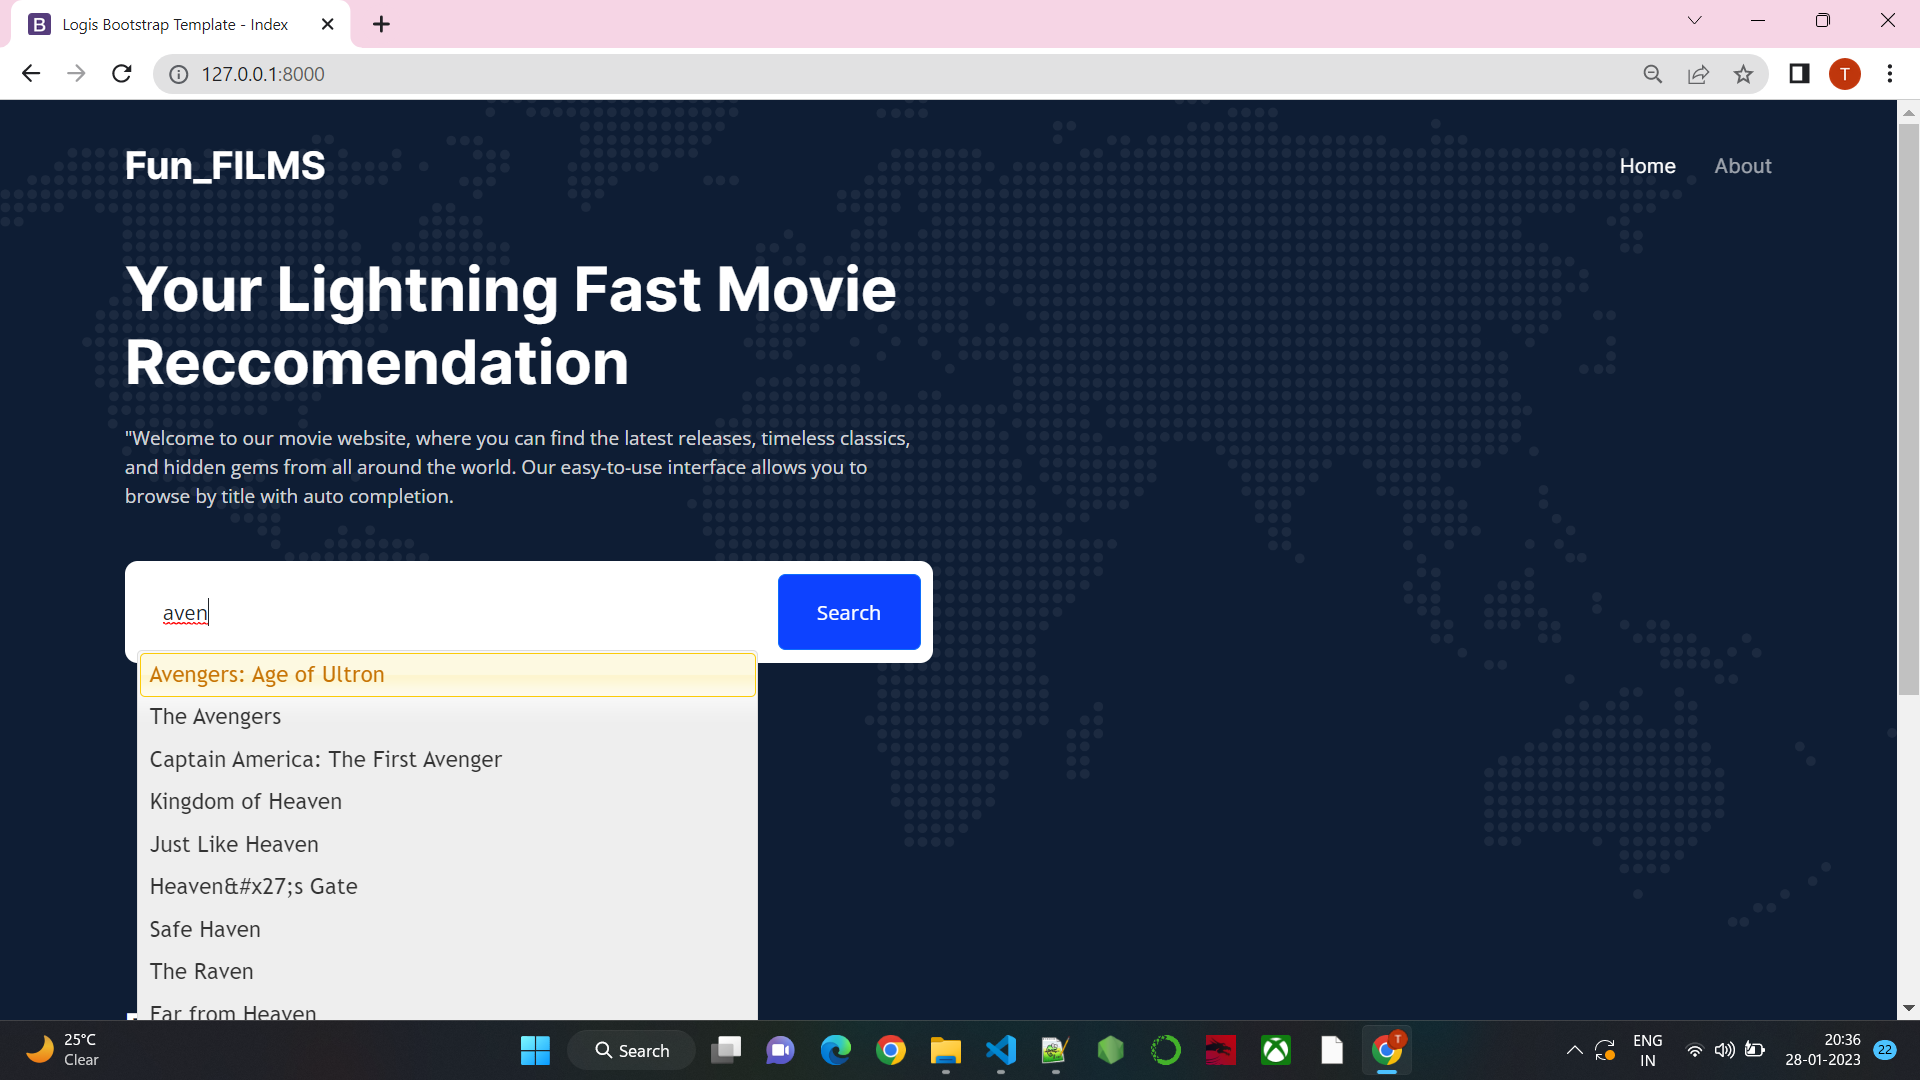 Logis Bootstrap Template - Index
127.0.0.1:8000
T
Fun_FILMS
Home About
Your Lightning Fast Movie
Reccomendation
"Welcome to our movie website, where you can find the latest releases, timeless classics,
and hidden gems from all around the world. Our easy-to-use interface allows you to
browse by title with auto completion.
aven
Search
Avengers: Age of Ultron
The Avengers
Captain America: The First Avenger
Kingdom of Heaven
Just Like Heaven
Heaven&#x27;s Gate
Safe Haven
The Raven
Far from Heaven
25°C
Clear
Search
T
ENG
IN
20:36
28-01-2023
22